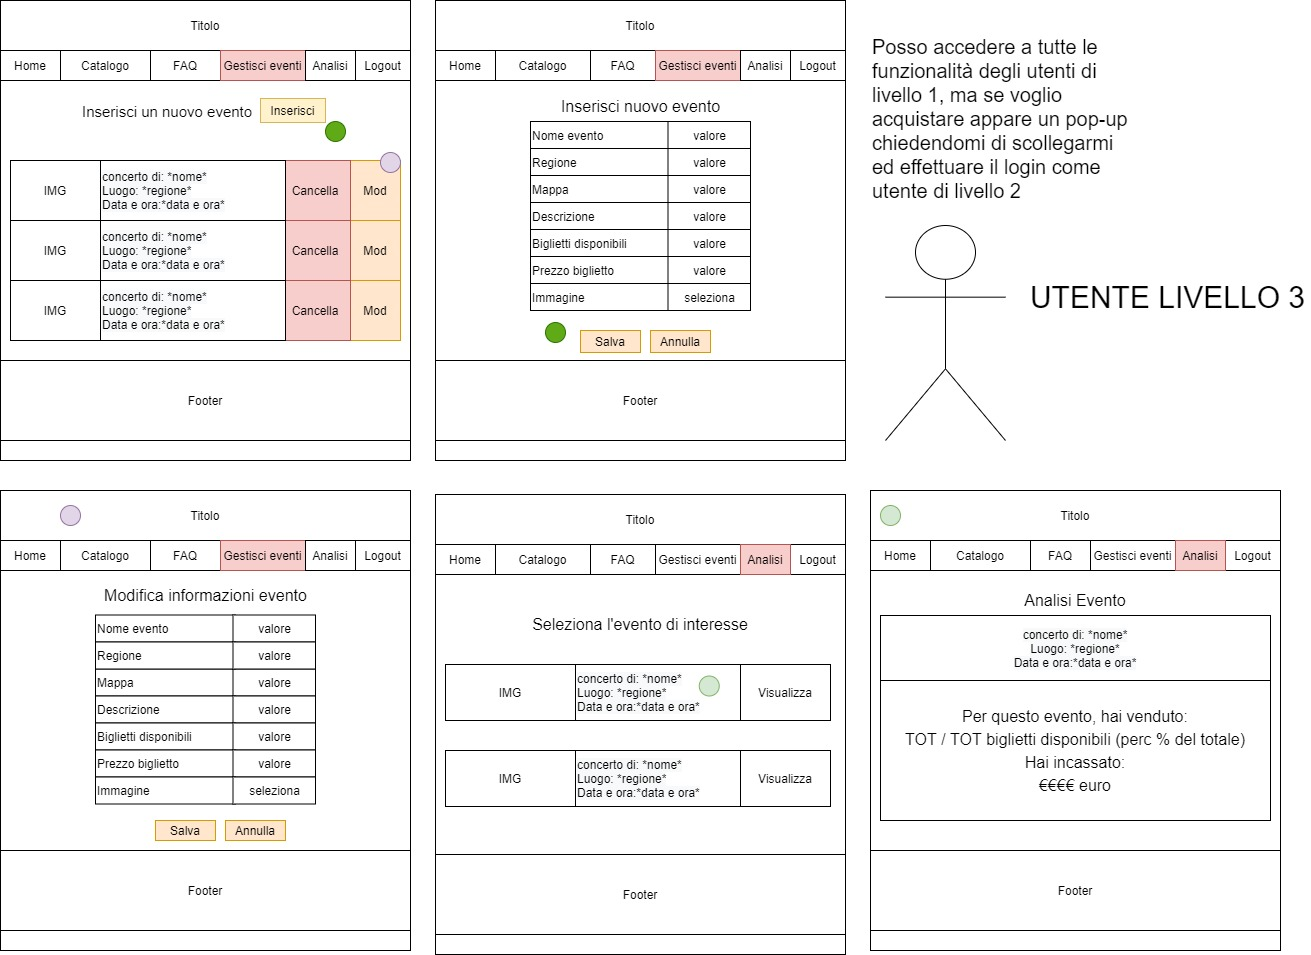 Titolo
Home Catalogo FAQ Gestisci eventi Analisi Logout
Inserisci un nuovo evento Inserisci
IMG
concerto di: *nome*
Luogo: *regione*
Data e ora:*data e ora*
Cancella Mod
IMG
concerto di: *nome*
Luogo: *regione*
Data e ora:*data e ora*
Cancella Mod
IMG
concerto di: *nome*
Luogo: *regione*
Data e ora:*data e ora*
Cancella Mod
Footer
Titolo
Home Catalogo FAQ Gestisci eventi Analisi Logout
Inserisci nuovo evento
Nome evento valore
Regione valore
Mappa valore
Descrizione valore
Biglietti disponibili valore
Prezzo biglietto valore
Immagine seleziona
Salva Annulla
Footer
Posso accedere a tutte le
funzionalità degli utenti di
livello 1, ma se voglio
acquistare appare un pop-up
chiedendomi di scollegarmi
ed effettuare il login come
utente di livello 2
UTENTE LIVELLO 3
Titolo
Home Catalogo FAQ Gestisci eventi Analisi Logout
Modifica informazioni evento
Nome evento valore
Regione valore
Mappa valore
Descrizione valore
Biglietti disponibili valore
Prezzo biglietto valore
Immagine seleziona
Salva Annulla
Footer
Titolo
Home Catalogo FAQ Gestisci eventi Analisi Logout
Seleziona l'evento di interesse
IMG
concerto di: *nome*
Luogo: *regione*
Data e ora:*data e ora*
Visualizza
IMG
concerto di: *nome*
Luogo: *regione*
Data e ora:*data e ora*
Visualizza
Footer
Titolo
Home Catalogo FAQ Gestisci eventi Analisi Logout
Analisi Evento
concerto di: *nome*
Luogo: *regione*
Data e ora:*data e ora*
Per questo evento, hai venduto:
TOT / TOT biglietti disponibili (perc % del totale)
Hai incassato:
€€€€ euro
Footer